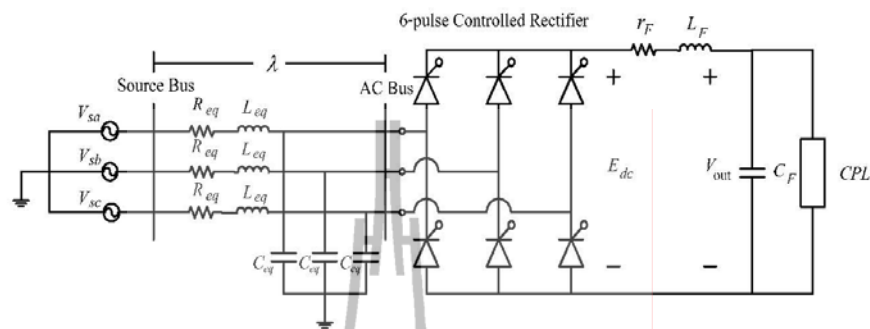 6-pulse Controlled Rectifier
r_F
L_F
λ
Source Bus
AC Bus
V_sa
R_eq
L_eq
V_sb
R_eq
L_eq
V_sc
R_eq
L_eq
C_eq
C_eq
C_eq
+
+
E_dc
V_out
C_F
CPL
−
−